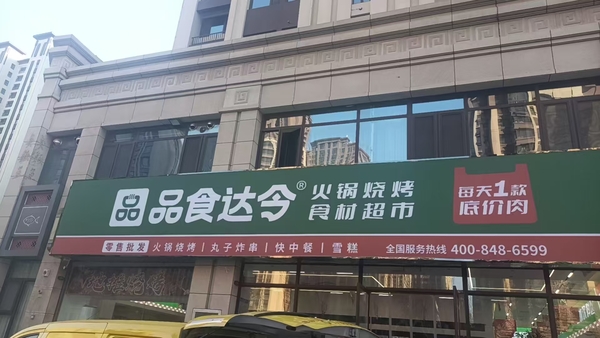 品食达令®
火锅烧烤
食材超市
每天1款
底价肉
零售批发 火锅烧烤 | 丸子炸串 | 快中餐 | 雪糕
全国服务热线 400-848-6599